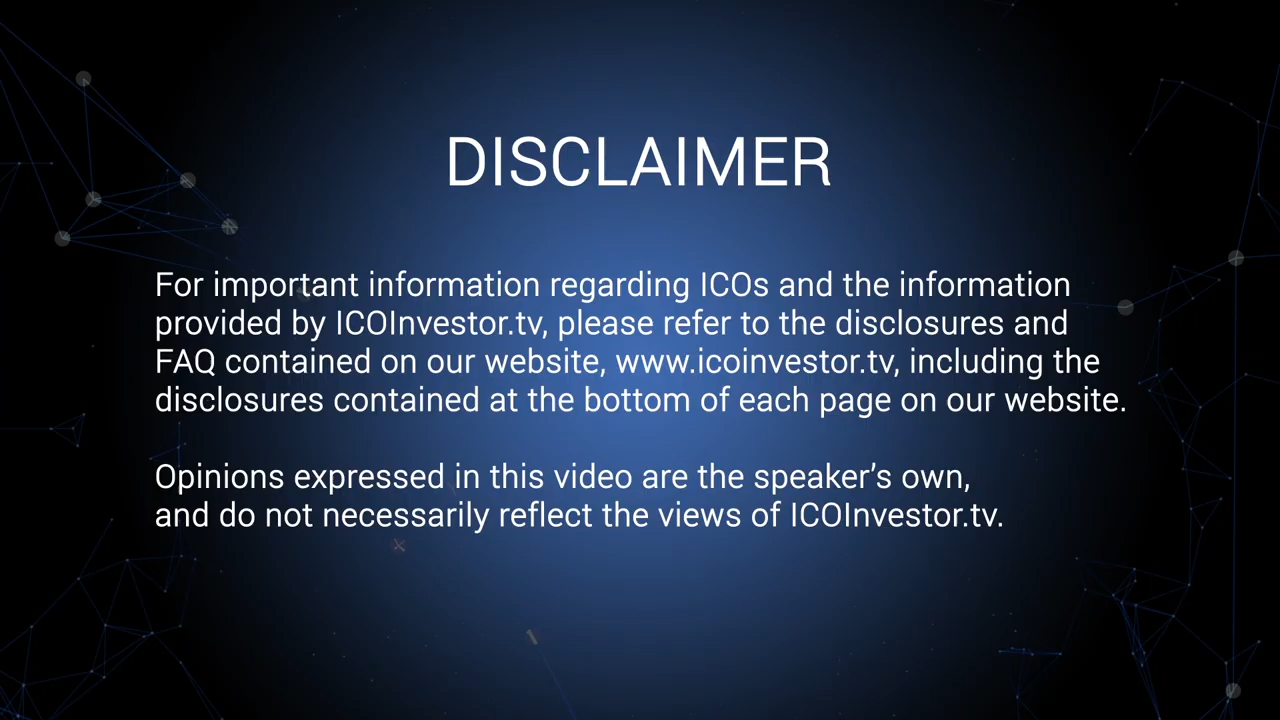 DISCLAIMER
For important information regarding ICOs and the information
provided by ICOInvestor.tv, please refer to the disclosures and
FAQ contained on our website, www.icoinvestor.tv, including the
disclosures contained at the bottom of each page on our website.
Opinions expressed in this video are the speaker’s own,
and do not necessarily reflect the views of ICOInvestor.tv.